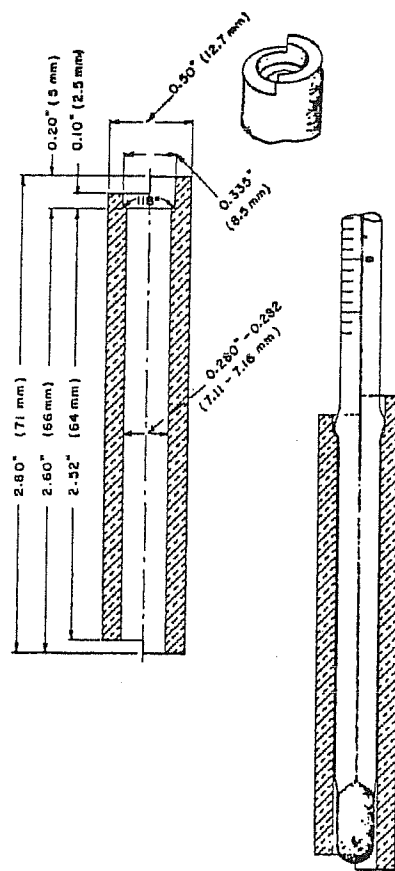 0.20" (5 mm)
0.10" (2.5 mm)
0.50" (12.7 mm)
0.335"
(8.5 mm)
118°
0.280"-0.282
(7.11 - 7.16 mm)
2.80" (71 mm)
2.60" (66mm)
2.52" (64 mm)
0